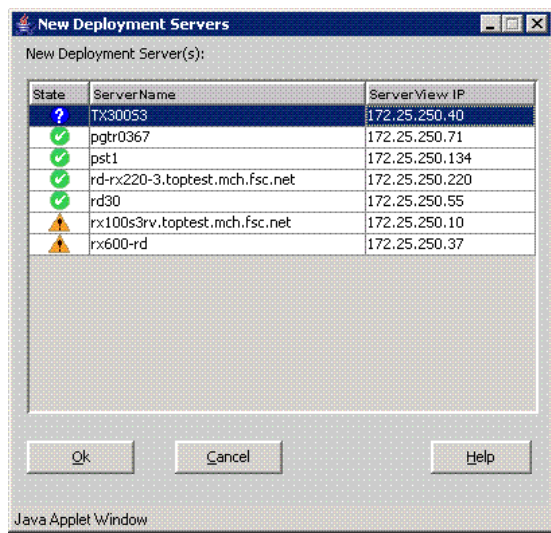 New Deployment Servers
New Deployment Server(s):
State ServerName ServerView IP
? TX300S3 172.25.250.40
pgtr0367 172.25.250.71
pst1 172.25.250.134
rd-rx220-3.toptest.mch.fsc.net 172.25.250.220
rd30 172.25.250.55
rx100s3rv.toptest.mch.fsc.net 172.25.250.10
rx600-rd 172.25.250.37
Ok Cancel Help
Java Applet Window